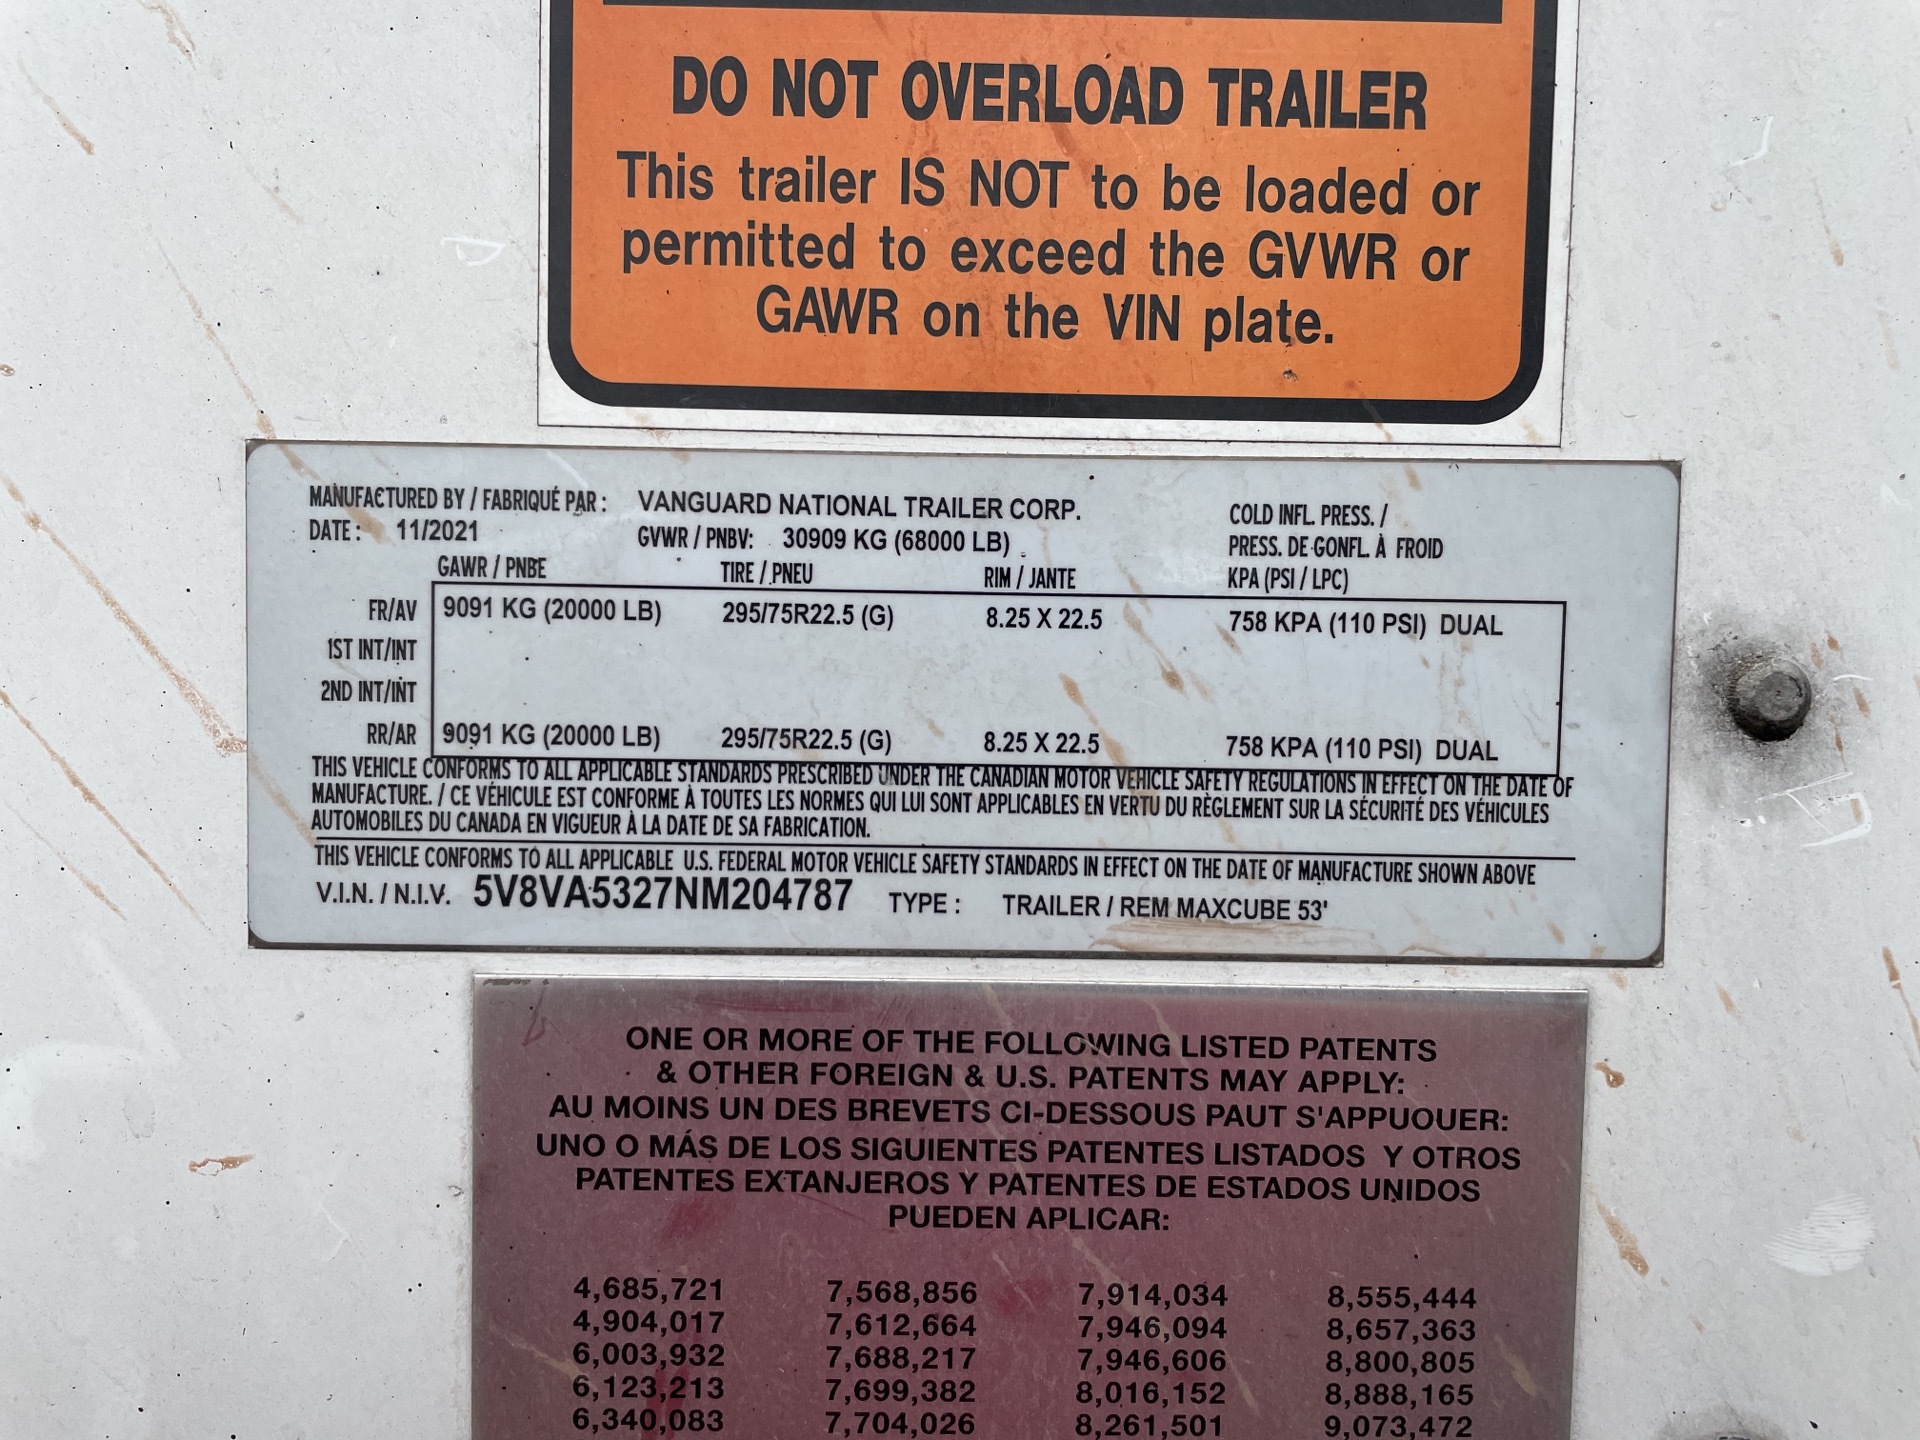 DO NOT OVERLOAD TRAILER
This trailer IS NOT to be loaded or
permitted to exceed the GVWR or
GAWR on the VIN plate.
MANUFACTURED BY / FABRIQUÉ PAR : VANGUARD NATIONAL TRAILER CORP.
DATE : 11/2021 GVWR / PNBV: 30909 KG (68000 LB)
COLD INFL. PRESS. /
PRESS. DE GONFL. À FROID
GAWR / PNBE TIRE / PNEU RIM / JANTE KPA (PSI / LPC)
FR/AV 9091 KG (20000 LB) 295/75R22.5 (G) 8.25 X 22.5 758 KPA (110 PSI) DUAL
1ST INT/INT
2ND INT/INT
RR/AR 9091 KG (20000 LB) 295/75R22.5 (G) 8.25 X 22.5 758 KPA (110 PSI) DUAL
THIS VEHICLE CONFORMS TO ALL APPLICABLE STANDARDS PRESCRIBED UNDER THE CANADIAN MOTOR VEHICLE SAFETY REGULATIONS IN EFFECT ON THE DATE OF
MANUFACTURE. / CE VÉHICULE EST CONFORME À TOUTES LES NORMES QUI LUI SONT APPLICABLES EN VERTU DU RÈGLEMENT SUR LA SÉCURITÉ DES VÉHICULES
AUTOMOBILES DU CANADA EN VIGUEUR À LA DATE DE SA FABRICATION.
THIS VEHICLE CONFORMS TO ALL APPLICABLE U.S. FEDERAL MOTOR VEHICLE SAFETY STANDARDS IN EFFECT ON THE DATE OF MANUFACTURE SHOWN ABOVE
V.I.N. / N.I.V. 5V8VA5327NM204787 TYPE : TRAILER / REM MAXCUBE 53'
ONE OR MORE OF THE FOLLOWING LISTED PATENTS
& OTHER FOREIGN & U.S. PATENTS MAY APPLY:
AU MOINS UN DES BREVETS CI-DESSOUS PAUT S'APPUOUER:
UNO O MÁS DE LOS SIGUIENTES PATENTES LISTADOS Y OTROS
PATENTES EXTANJEROS Y PATENTES DE ESTADOS UNIDOS
PUEDEN APLICAR:
4,685,721 7,568,856 7,914,034 8,555,444
4,904,017 7,612,664 7,946,094 8,657,363
6,003,932 7,688,217 7,946,606 8,800,805
6,123,213 7,699,382 8,016,152 8,888,165
6,340,083 7,704,026 8,261,501 9,073,472